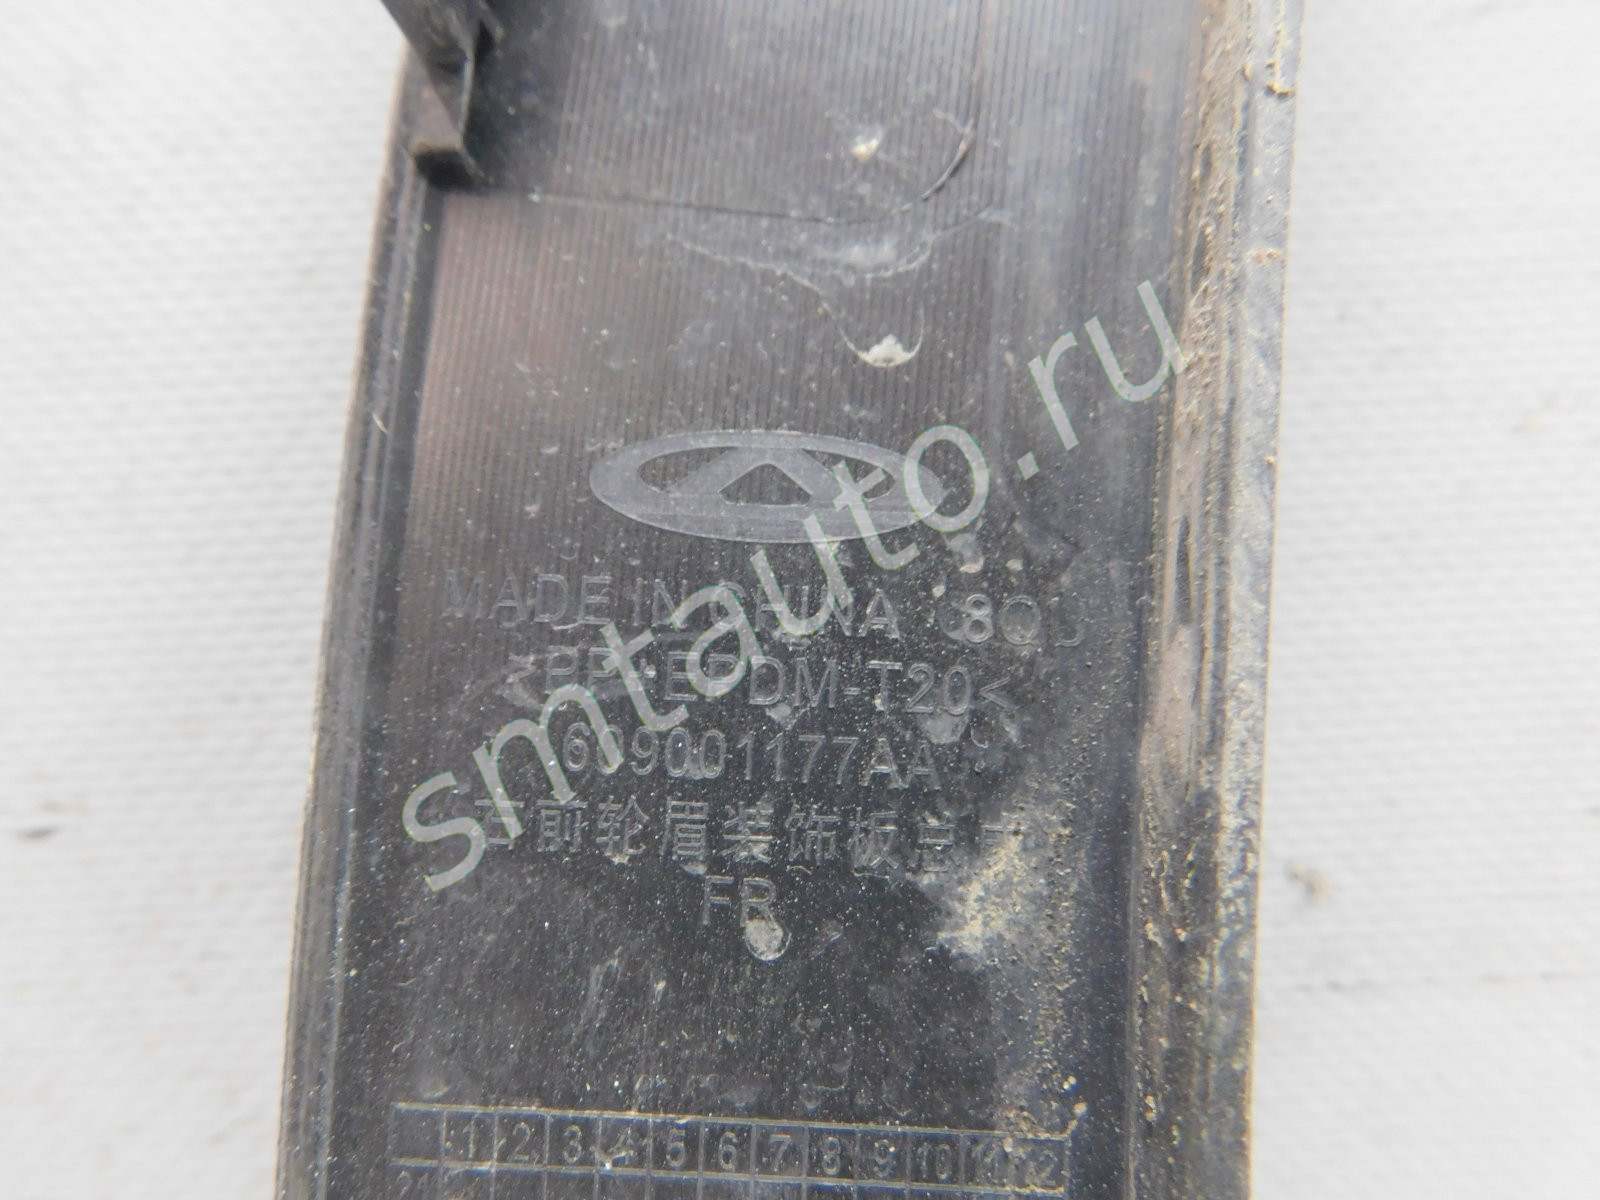 MADE IN CHINA 8QJ
<PP+EPDM-T20<
609001177AA
右前轮眉装饰板总成
FR
1 2 3 4 5 6 7 8 9 10 11 12
smtauto.ru